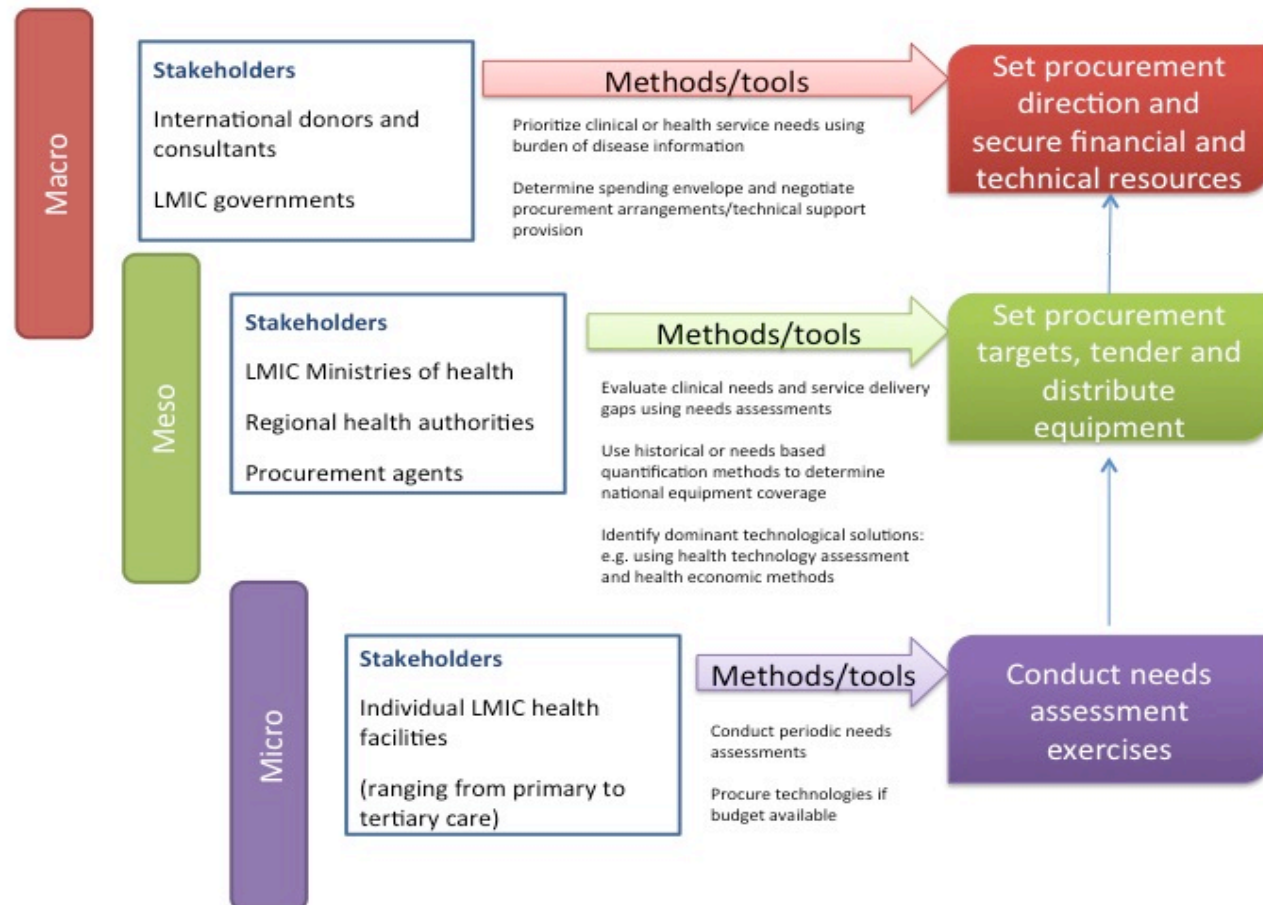 Macro
Stakeholders
International donors and
consultants
LMIC governments
Methods/tools
Prioritize clinical or health service needs using
burden of disease information
Determine spending envelope and negotiate
procurement arrangements/technical support
provision
Set procurement
direction and
secure financial and
technical resources
Meso
Stakeholders
LMIC Ministries of health
Regional health authorities
Procurement agents
Methods/tools
Evaluate clinical needs and service delivery
gaps using needs assessments
Use historical or needs based
quantification methods to determine
national equipment coverage
Identify dominant technological solutions:
e.g. using health technology assessment
and health economic methods
Set procurement
targets, tender and
distribute
equipment
Micro
Stakeholders
Individual LMIC health
facilities
(ranging from primary to
tertiary care)
Methods/tools
Conduct periodic needs
assessments
Procure technologies if
budget available
Conduct needs
assessment
exercises